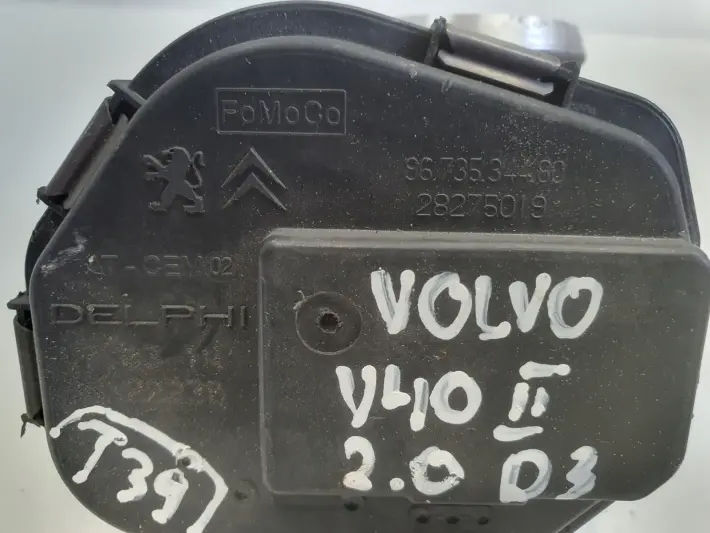 FoMoCo
96.735.344.80
28275019
DELPHI
VOLVO
V40 II
2.0 D3
T39